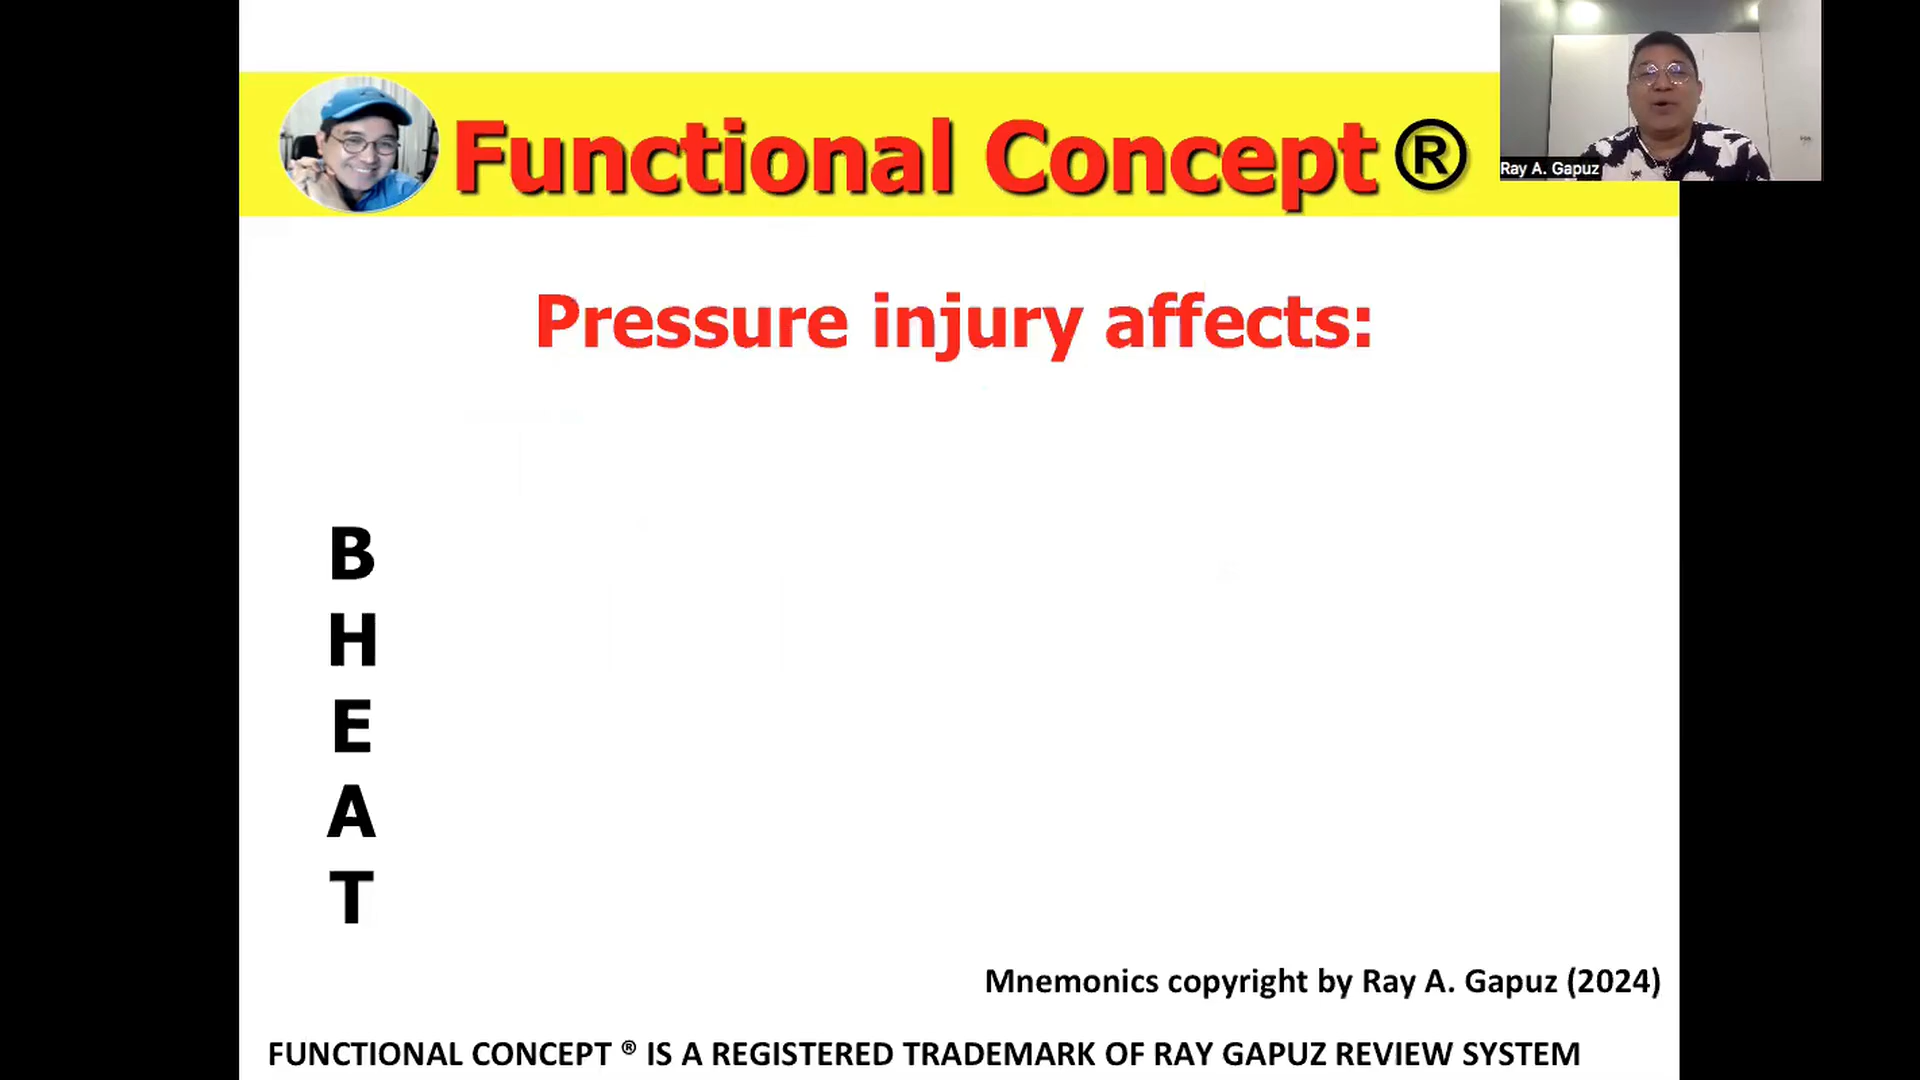 Functional Concept ®
Ray A. Gapuz
Pressure injury affects:
B
H
E
A
T
Mnemonics copyright by Ray A. Gapuz (2024)
FUNCTIONAL CONCEPT ® IS A REGISTERED TRADEMARK OF RAY GAPUZ REVIEW SYSTEM